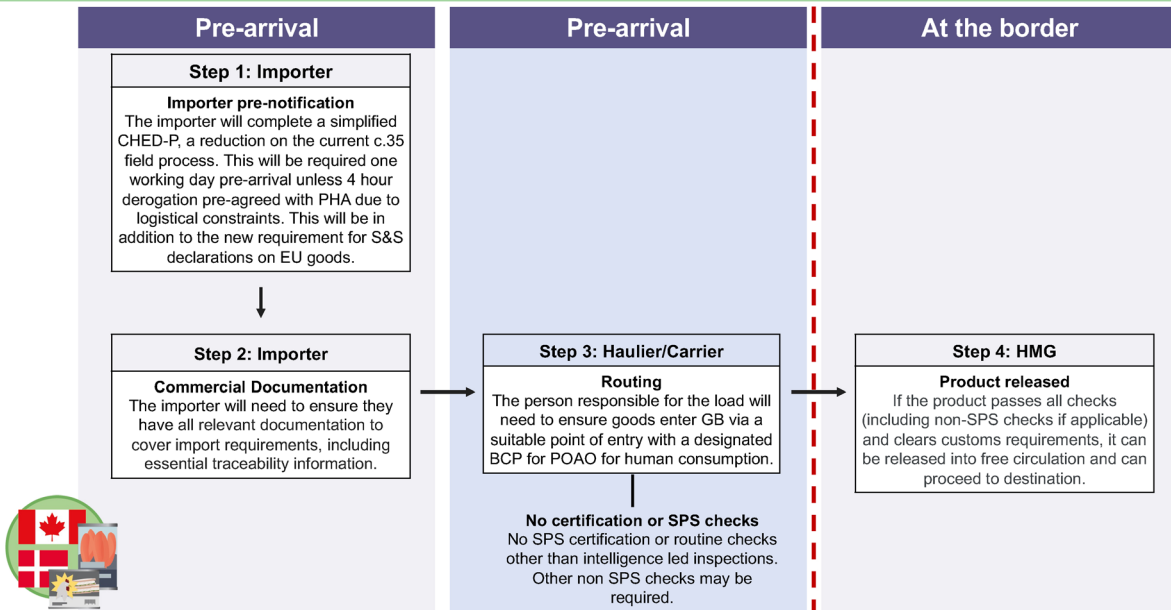 Pre-arrival
Step 1: Importer
Importer pre-notification
The importer will complete a simplified
CHED-P, a reduction on the current c.35
field process. This will be required one
working day pre-arrival unless 4 hour
derogation pre-agreed with PHA due to
logistical constraints. This will be in
addition to the new requirement for S&S
declarations on EU goods.
Step 2: Importer
Commercial Documentation
The importer will need to ensure they
have all relevant documentation to
cover import requirements, including
essential traceability information.
Pre-arrival
Step 3: Haulier/Carrier
Routing
The person responsible for the load will
need to ensure goods enter GB via a
suitable point of entry with a designated
BCP for POAO for human consumption.
No certification or SPS checks
No SPS certification or routine checks
other than intelligence led inspections.
Other non SPS checks may be
required.
At the border
Step 4: HMG
Product released
If the product passes all checks
(including non-SPS checks if applicable)
and clears customs requirements, it can
be released into free circulation and can
proceed to destination.